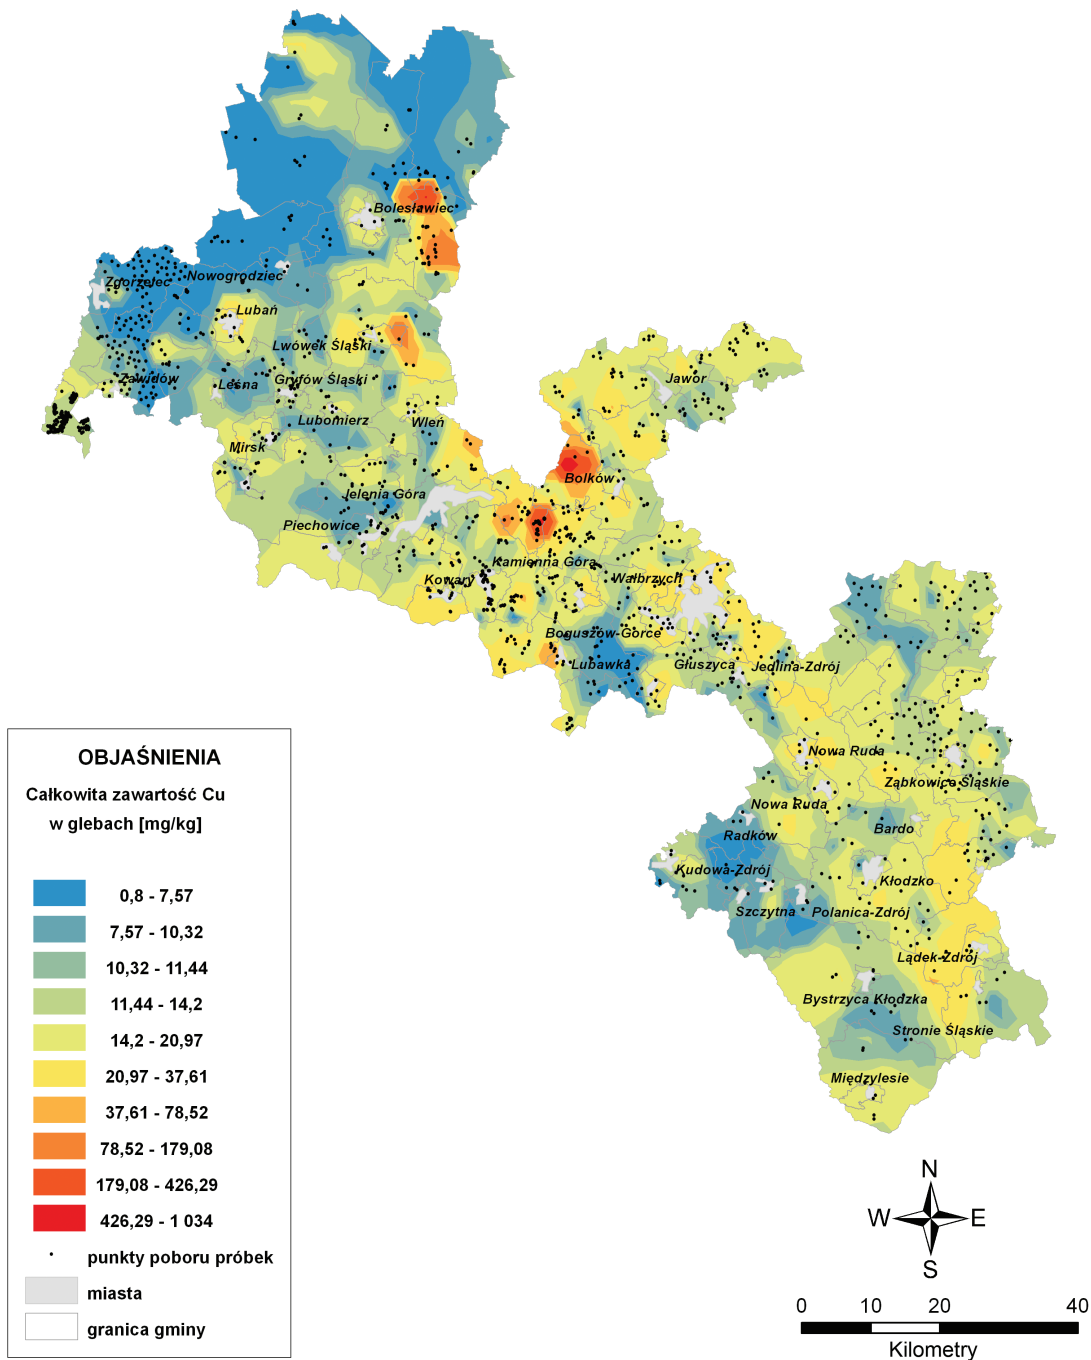 Bolesławiec
Zgorzelec
Nowogrodziec
Lubań
Lwówek Śląski
Zawidów
Leśna
Gryfów Śląski
Jawor
Lubomierz
Wleń
Mirsk
Bolków
Jelenia Góra
Piechowice
Kamienna Góra
Kowary
Wałbrzych
Boguszów-Gorce
Lubawka
Głuszyca
Jedlina-Zdrój
Nowa Ruda
Ząbkowice Śląskie
Nowa Ruda
Radków
Bardo
Kudowa-Zdrój
Kłodzko
Szczytna
Polanica-Zdrój
Lądek-Zdrój
Bystrzyca Kłodzka
Stronie Śląskie
Międzylesie
OBJAŚNIENIA
Całkowita zawartość Cu
w glebach [mg/kg]
0,8 - 7,57
7,57 - 10,32
10,32 - 11,44
11,44 - 14,2
14,2 - 20,97
20,97 - 37,61
37,61 - 78,52
78,52 - 179,08
179,08 - 426,29
426,29 - 1 034
punkty poboru próbek
miasta
granica gminy
N
W E
S
0 10 20 40
Kilometry